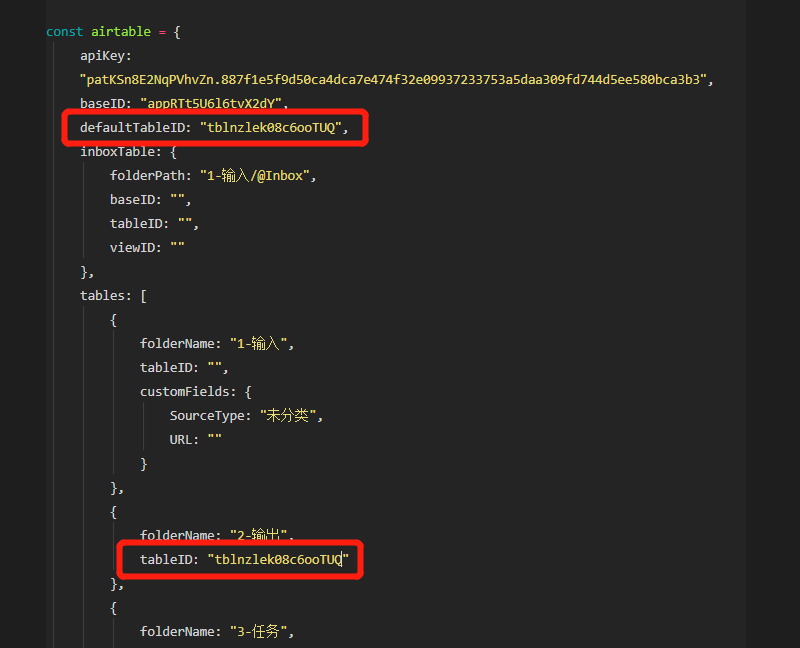 const airtable = {
apiKey:
"patKSn8E2NqPVhvZn.887f1e5f9d50ca4dca7e474f32e09937233753a5daa309fd744d5ee580bca3b3",
baseID: "appRTt5U6l6tvX2dY",
defaultTableID: "tblnzlek08c6ooTUQ",
inboxTable: {
folderPath: "1-输入/@Inbox",
baseID: "",
tableID: "",
viewID: ""
},
tables: [
{
folderName: "1-输入",
tableID: "",
customFields: {
SourceType: "未分类",
URL: ""
}
},
{
folderName: "2-输出",
tableID: "tblnzlek08c6ooTUQ"
},
{
folderName: "3-任务",